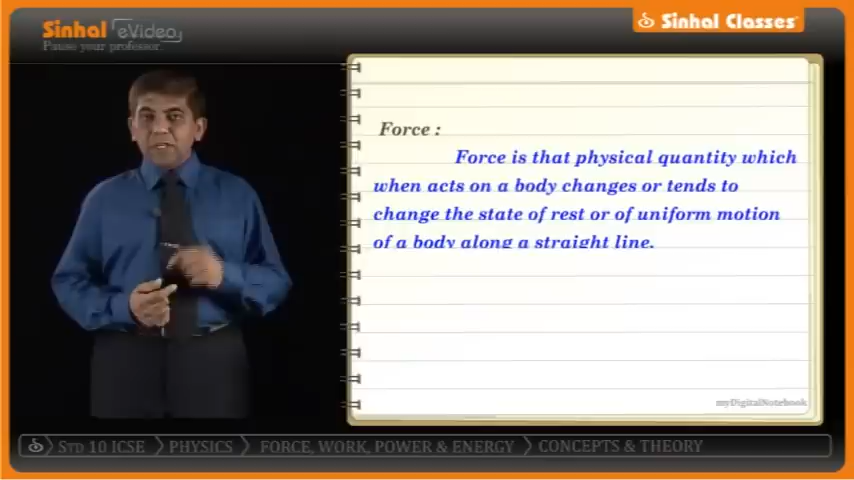 Sinhal eVideo
Pause your professor.
Sinhal Classes
Force :
Force is that physical quantity which
when acts on a body changes or tends to
change the state of rest or of uniform motion
of a body along a straight line.
myDigitalNotebook
STD 10 ICSE PHYSICS FORCE, WORK, POWER & ENERGY CONCEPTS & THEORY